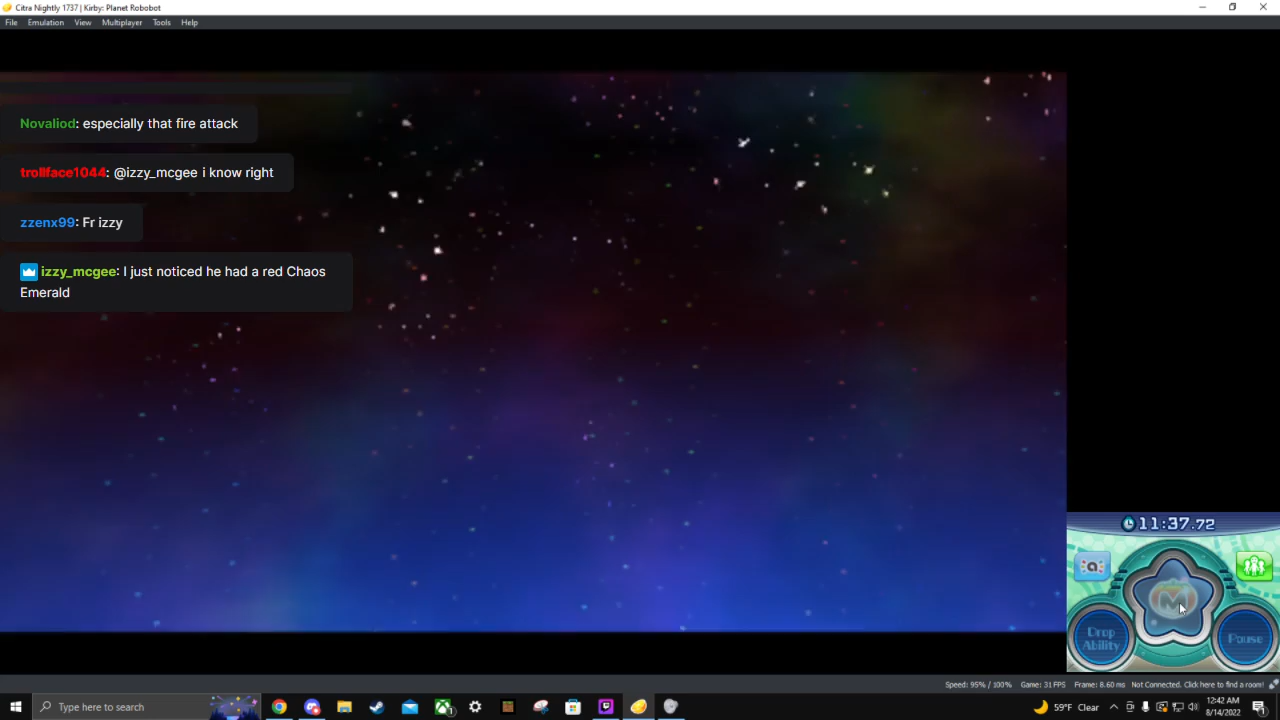 Citra Nightly 1737 | Kirby: Planet Robobot
File Emulation View Multiplayer Tools Help
Novaliod: especially that fire attack
trollface1044: @izzy_mcgee i know right
zzenx99: Fr izzy
izzy_mcgee: I just noticed he had a red Chaos
Emerald
11:37.72
a
M
Drop
Ability
Pause
Speed: 95% / 100% Game: 31 FPS Frame: 8.60 ms Not Connected. Click here to find a room!
Type here to search
59°F Clear
12:42 AM
8/14/2022
1
1